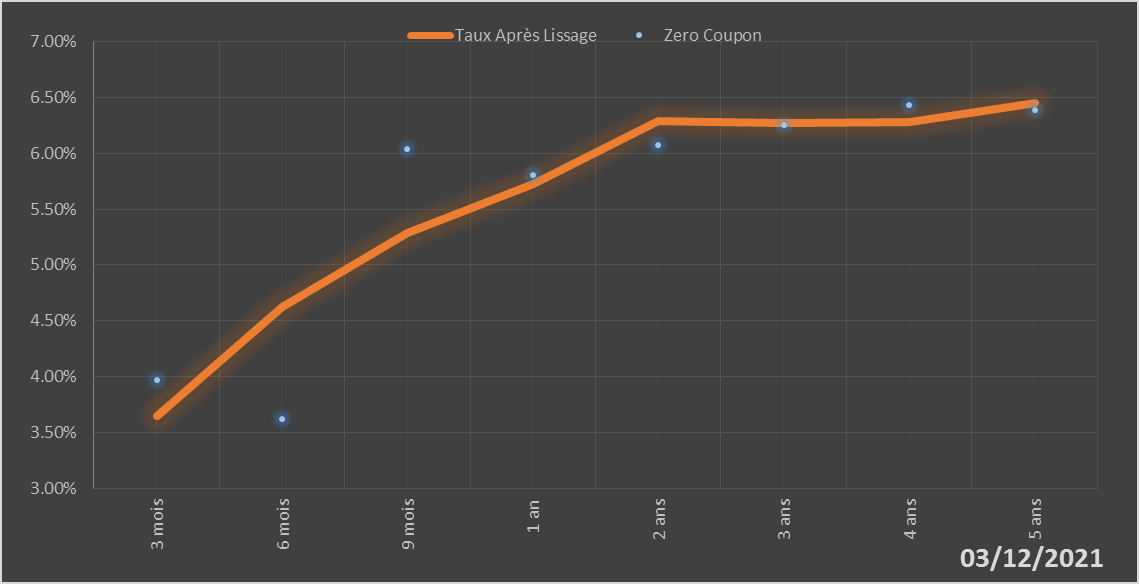 Taux Après Lissage Zero Coupon
7.00%
6.50%
6.00%
5.50%
5.00%
4.50%
4.00%
3.50%
3.00%
3 mois
6 mois
9 mois
1 an
2 ans
3 ans
4 ans
5 ans
03/12/2021